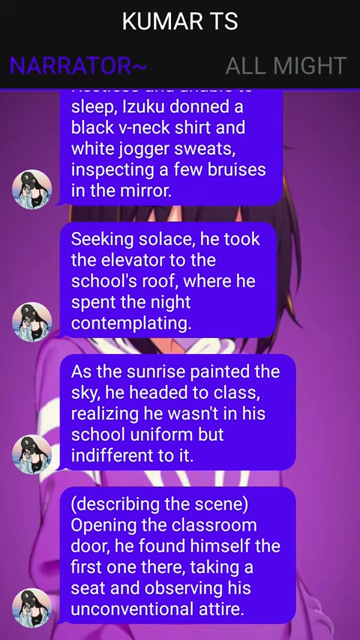 KUMAR TS
NARRATOR~
ALL MIGHT
Restless and unable to
sleep, Izuku donned a
black v-neck shirt and
white jogger sweats,
inspecting a few bruises
in the mirror.
Seeking solace, he took
the elevator to the
school's roof, where he
spent the night
contemplating.
As the sunrise painted the
sky, he headed to class,
realizing he wasn't in his
school uniform but
indifferent to it.
(describing the scene)
Opening the classroom
door, he found himself the
first one there, taking a
seat and observing his
unconventional attire.